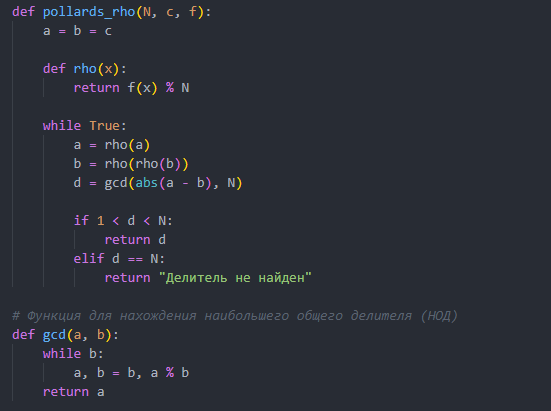 def pollards_rho(N, c, f):
    a = b = c
    def rho(x):
        return f(x) % N
    while True:
        a = rho(a)
        b = rho(rho(b))
        d = gcd(abs(a - b), N)
        if 1 < d < N:
            return d
        elif d == N:
            return "Делитель не найден"
# Функция для нахождения наибольшего общего делителя (НОД)
def gcd(a, b):
    while b:
        a, b = b, a % b
    return a